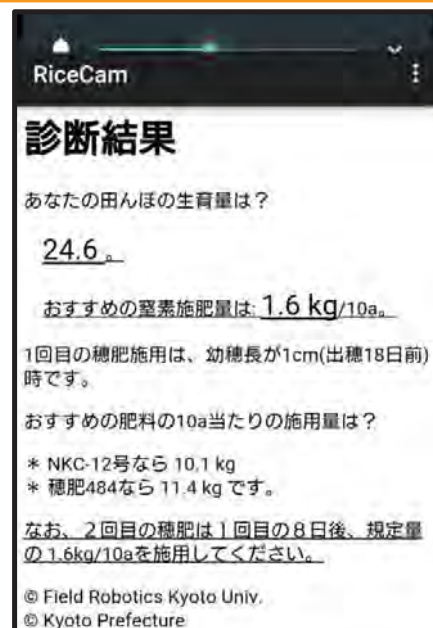 RiceCam
診断結果
あなたの田んぼの生育量は？
24.6 。
おすすめの窒素施肥量は: 1.6 kg/10a。
1回目の穂肥施用は、幼穂長が1cm(出穂18日前)
時です。
おすすめの肥料の10a当たりの施用量は？
* NKC-12号なら 10.1 kg
* 穂肥484なら 11.4 kg です。
なお、２回目の穂肥は１回目の８日後、規定量
の 1.6kg/10aを施用してください。
© Field Robotics Kyoto Univ.
© Kyoto Prefecture